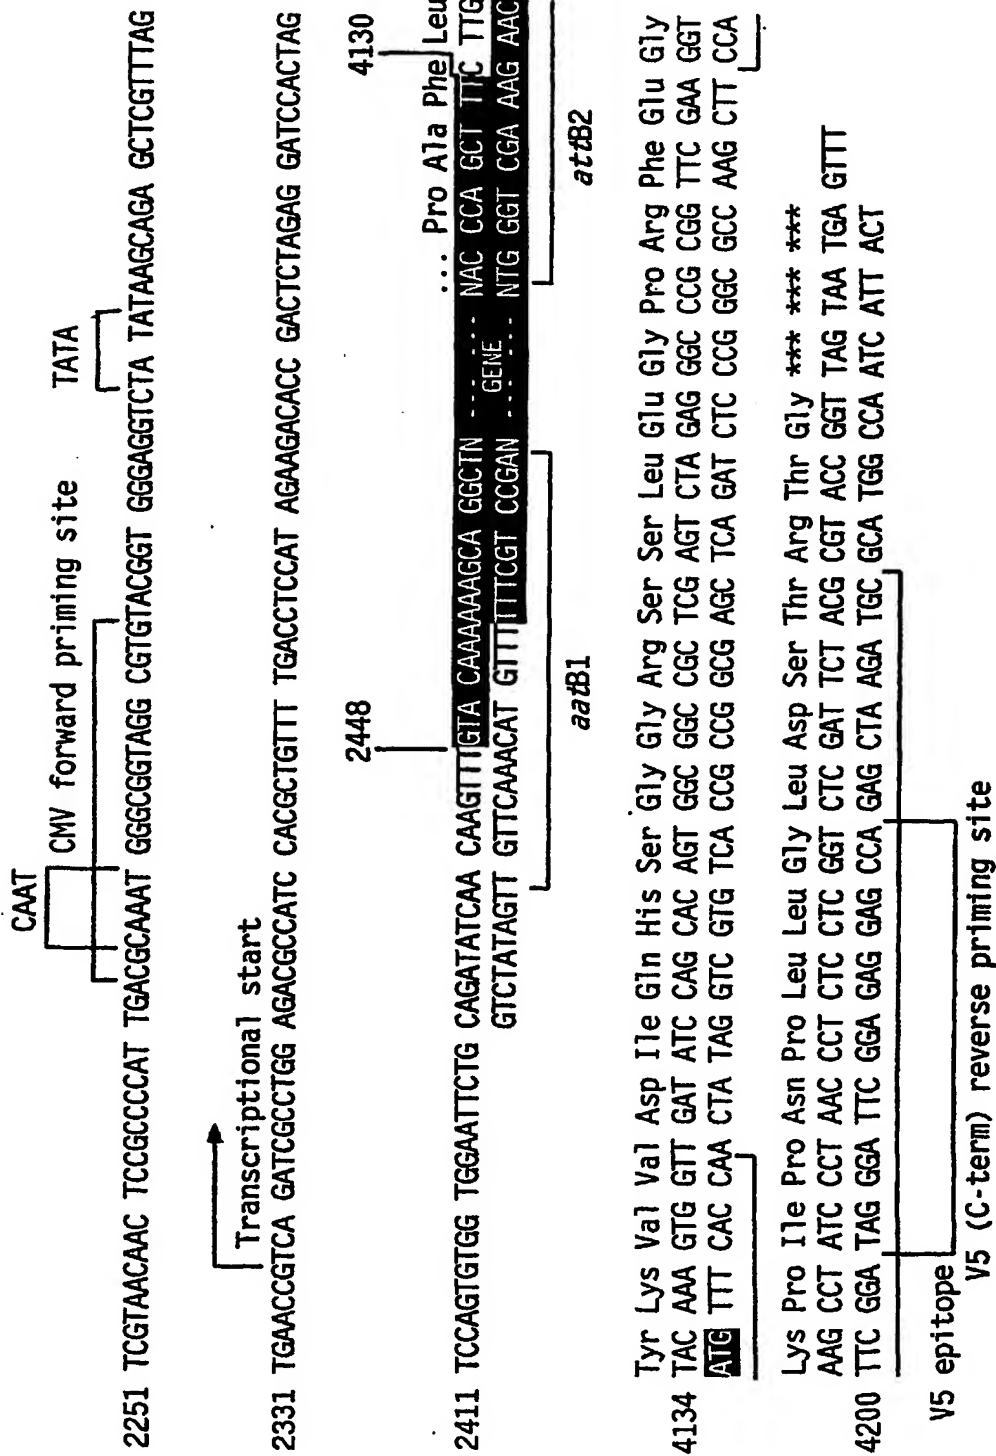 CAAT
CMV forward priming site
TATA
2251 TCGTAACAAC TCCGCCCCAT TGACGCAAAT GGGCGGTAGG CGTGTACGGT GGGAGGTCTA TATAAGCAGA GCTCGTTTAG
Transcriptional start
2331 TGAACCGTCA GATCGCCTGG AGACGCCATC CACGCTGTTT TGACCTCCAT AGAAGACACC GACTCTAGAG GATCCACTAG
2448
4130
... Pro Ala Phe Leu
2411 TCCAGTGTGG TGGAATTCTG CAGATATCAA CAAGTTTGTA CAAAAAAGCA GGCTN ... ... NAC CCA GCT TTC TTG
GENE
GTCTATAGTT GTTCAAACAT GTTTTTTCGT CCGAN ... ... NTG GGT CGA AAG AAC
aatB1
attB2
Tyr Lys Val Val Asp Ile Gln His Ser Gly Gly Arg Ser Ser Leu Glu Gly Pro Arg Phe Glu Gly
4134 TAC AAA GTG GTT GAT ATC CAG CAC AGT GGC GGC CGC TCG AGT CTA GAG GGC CCG CGG TTC GAA GGT
ATG TTT CAC CAA CTA TAG GTC GTG TCA CCG CCG GCG AGC TCA GAT CTC CCG GGC GCC AAG CTT CCA
Lys Pro Ile Pro Asn Pro Leu Leu Gly Leu Asp Ser Thr Arg Thr Gly *** *** ***
AAG CCT ATC CCT AAC CCT CTC CTC GGT CTC GAT TCT ACG CGT ACC GGT TAG TAA TGA GTTT
4200 TTC GGA TAG GGA TTC GGA GAG GAG CCA GAG CTA AGA TGC GCA TGG CCA ATC ATT ACT
V5 epitope
V5 (C-term) reverse priming site